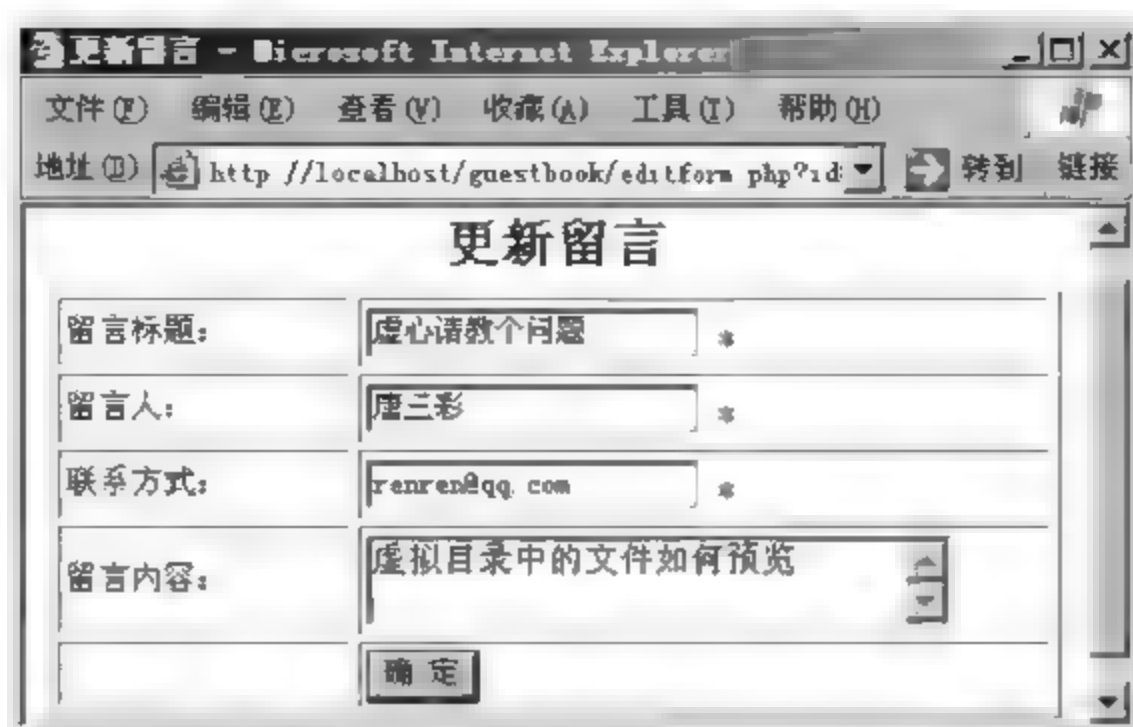 更新留言 - Microsoft Internet Explorer
文件(F) 编辑(E) 查看(V) 收藏(A) 工具(T) 帮助(H)
地址(D) http //localhost/guestbook/editform php?id 转到 链接
更新留言
留言标题: 虚心请教个问题 *
留言人: 唐三彩 *
联系方式: renren@qq.com *
留言内容: 虚拟目录中的文件如何预览
确 定